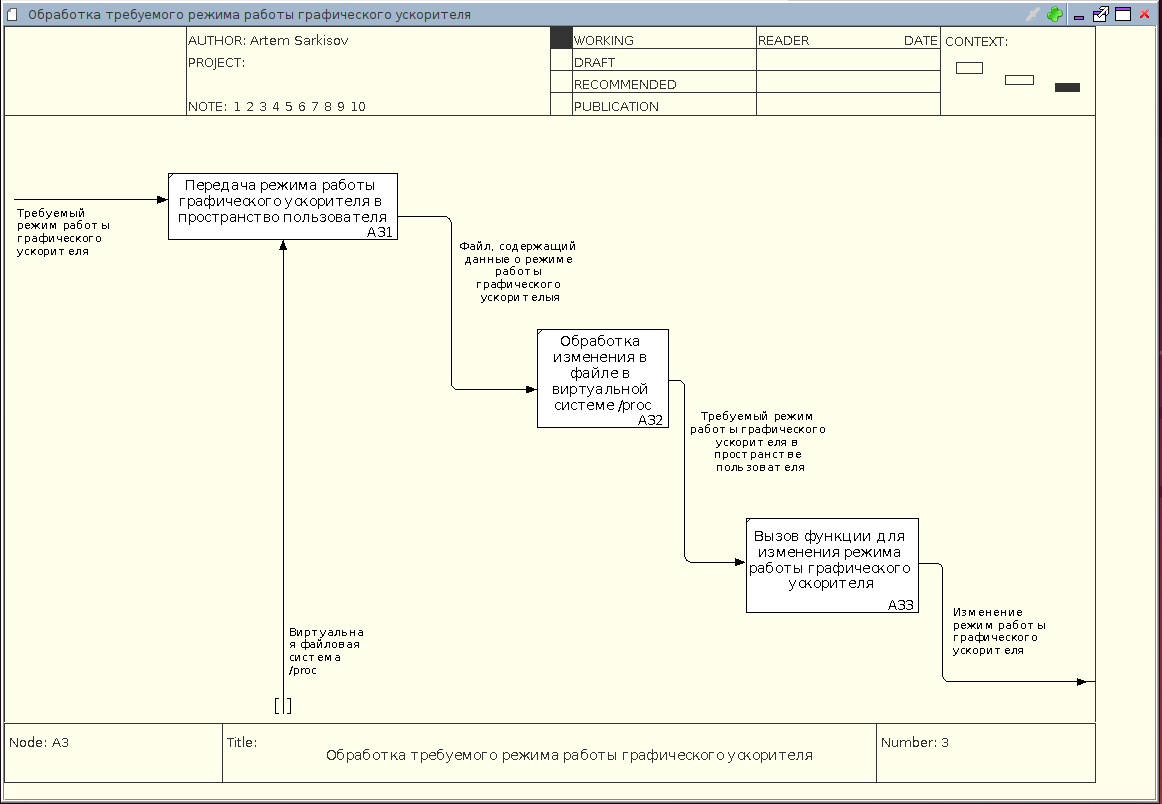 Обработка требуемого режима работы графического ускорителя
AUTHOR: Artem Sarkisov
PROJECT:
NOTE: 1 2 3 4 5 6 7 8 9 10
WORKING
DRAFT
RECOMMENDED
PUBLICATION
READER DATE
CONTEXT:
Передача режима работы
графического ускорителя в
пространство пользователя
A31
Требуемый
режим работы
графического
ускорителя
Файл, содержащий
данные о режиме
работы
графического
ускорителыя
Обработка
изменения в
файле в
виртуальной
системе /proc
A32
Требуемый режим
работы графического
ускорителя в
пространстве
пользователя
Вызов функции для
изменения режима
работы графического
ускорителя
A33
Изменение
режим работы
графического
ускорителя
Виртуальна
я файловая
система
/proc
Node: A3
Title:
Обработка требуемого режима работы графического ускорителя
Number: 3